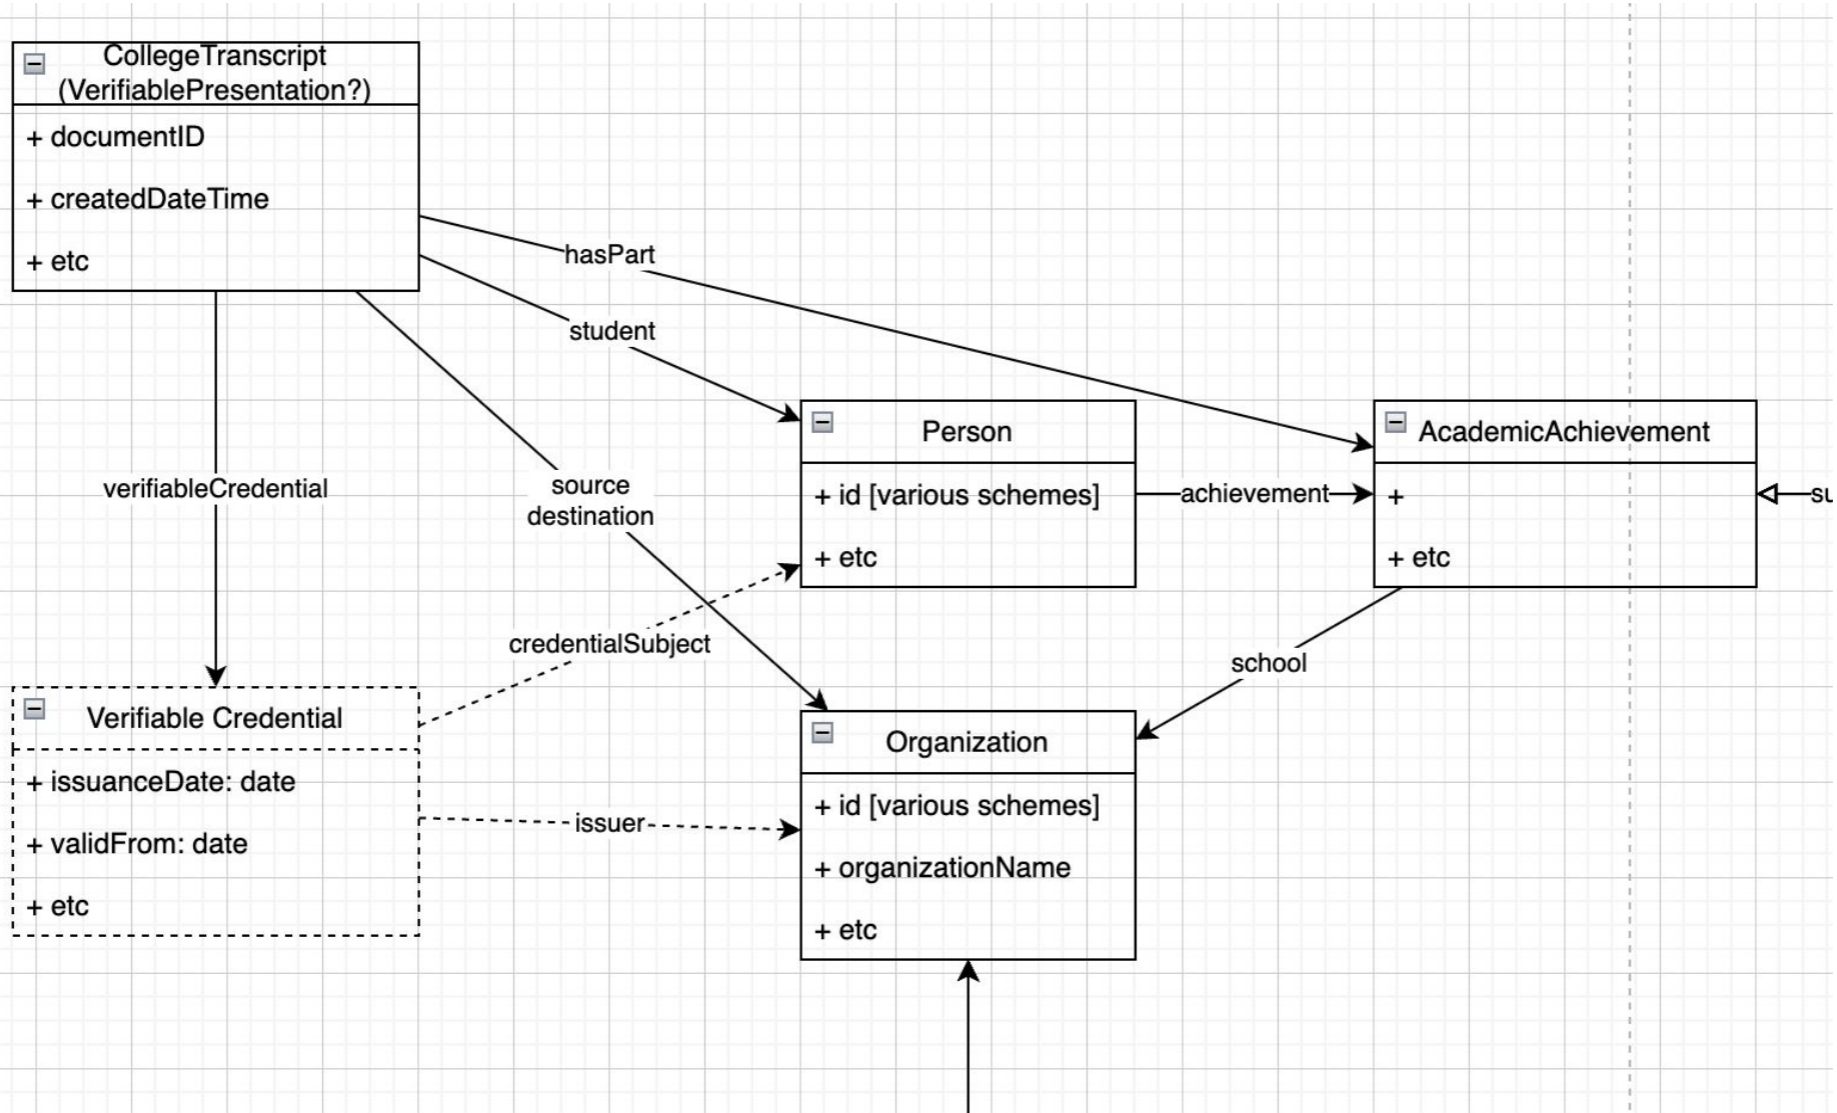 CollegeTranscript
(VerifiablePresentation?)
+ documentID
+ createdDateTime
+ etc
hasPart
student
verifiableCredential
source
destination
Person
+ id [various schemes]
+ etc
achievement
AcademicAchievement
+
+ etc
credentialSubject
school
Verifiable Credential
+ issuanceDate: date
+ validFrom: date
+ etc
issuer
Organization
+ id [various schemes]
+ organizationName
+ etc